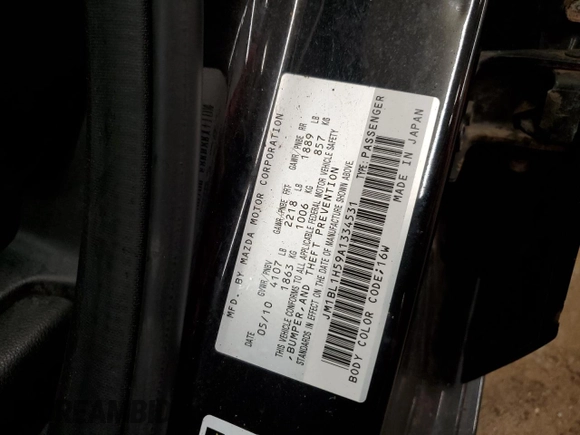 MFD. BY MAZDA MOTOR CORPORATION
DATE GVWR/PNBV GAWR/PNBE FRT GAWR/PNBE RR
05/10 4107 LB 2218 LB 1889 LB
1863 KG 1006 KG 857 KG
THIS VEHICLE CONFORMS TO ALL APPLICABLE FEDERAL MOTOR VEHICLE SAFETY
, BUMPER, AND THEFT PREVENTION
STANDARDS IN EFFECT ON THE DATE OF MANUFACTURE SHOWN ABOVE.
JM1BL1H59A1334531 TYPE: PASSENGER
BODY COLOR CODE; 16W MADE IN JAPAN